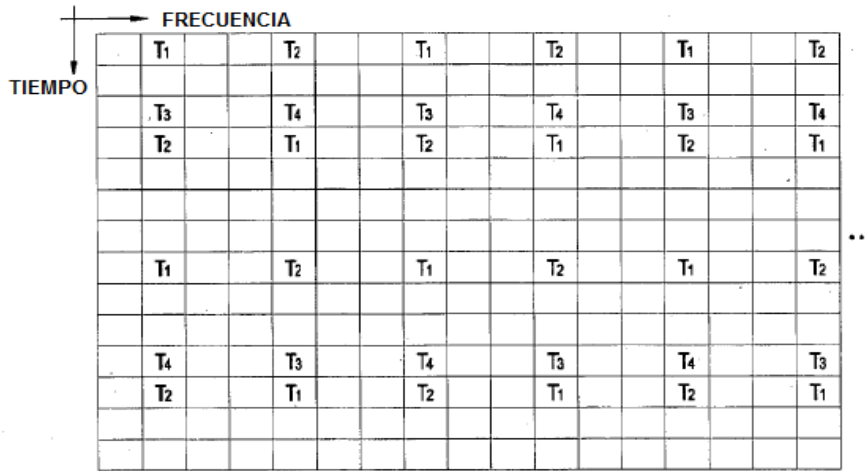 FRECUENCIA
T1 T2 T1 T2 T1 T2
TIEMPO
T3 T4 T3 T4 T3 T4
T2 T1 T2 T1 T2 T1
..
T1 T2 T1 T2 T1 T2
T4 T3 T4 T3 T4 T3
T2 T1 T2 T1 T2 T1